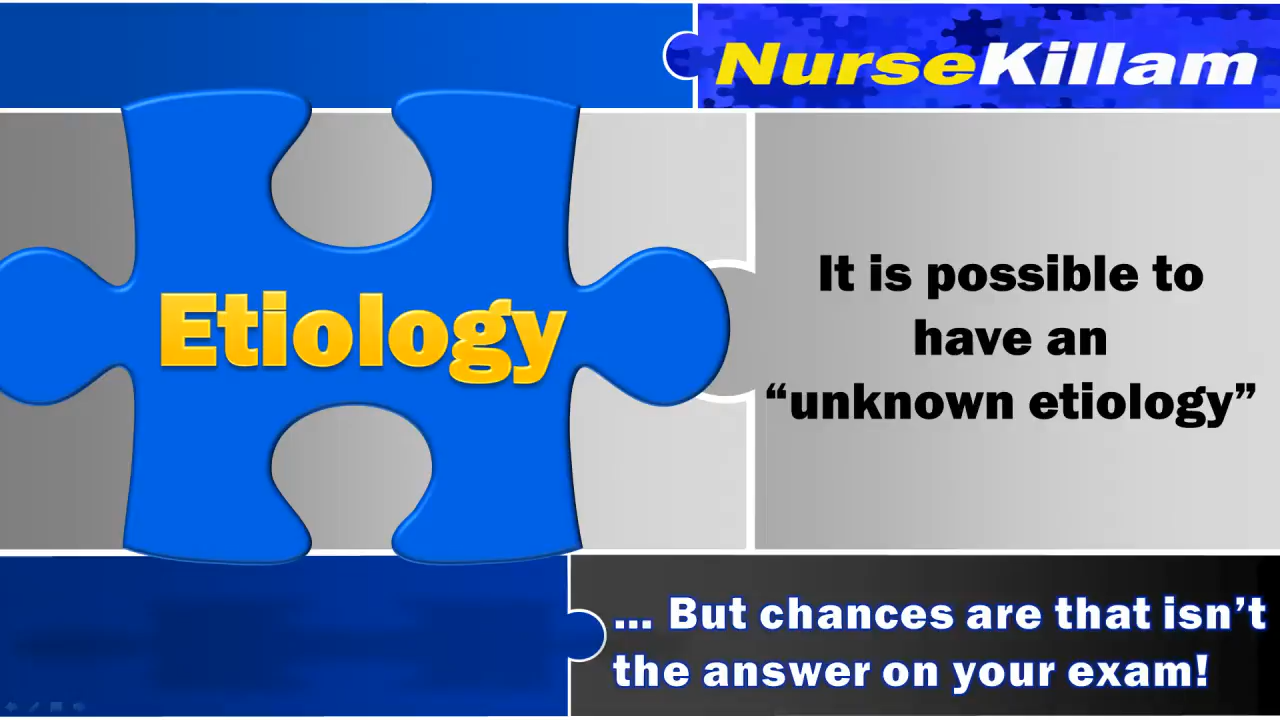 NurseKillam
Etiology
It is possible to
have an
“unknown etiology”
... But chances are that isn’t
the answer on your exam!